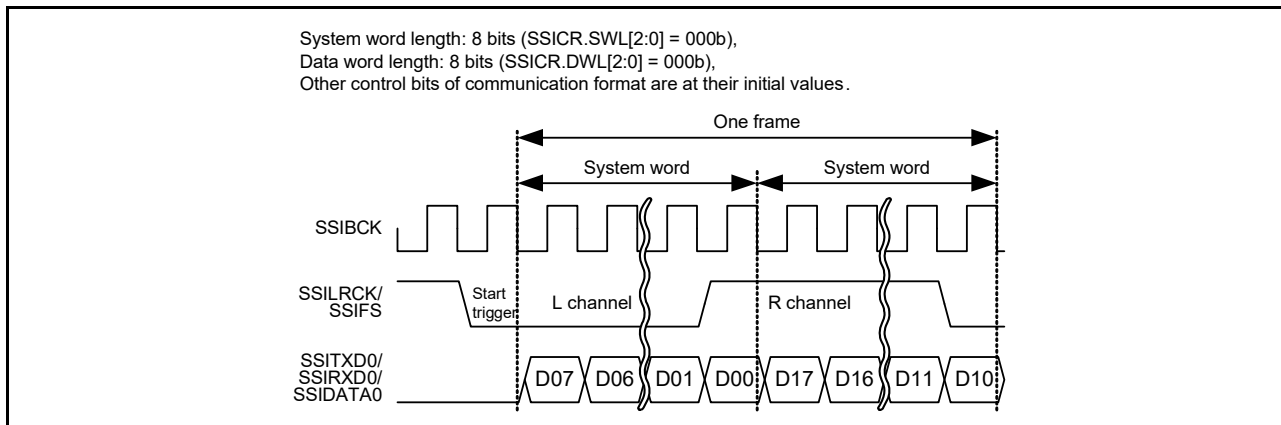 System word length: 8 bits (SSICR.SWL[2:0] = 000b),
Data word length: 8 bits (SSICR.DWL[2:0] = 000b),
Other control bits of communication format are at their initial values.
One frame
System word System word
SSIBCK
SSILRCK/
SSIFS
Start
trigger
L channel R channel
SSITXD0/
SSIRXD0/
SSIDATA0
D07 D06 D01 D00 D17 D16 D11 D10